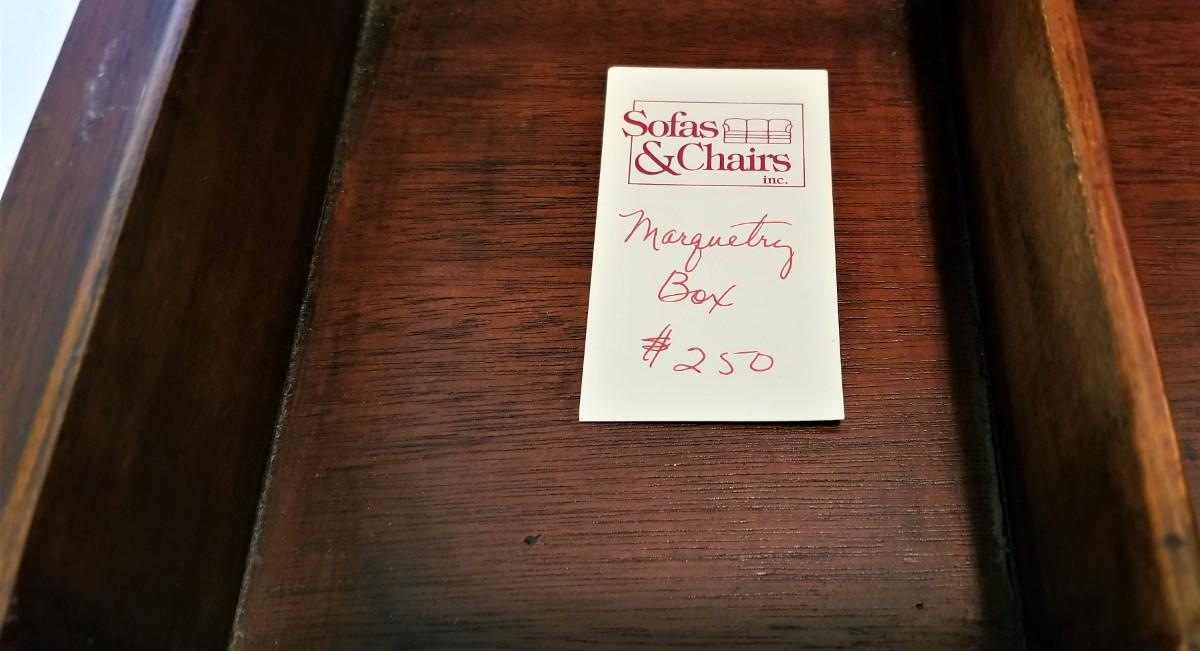 Sofas
& Chairs
inc.
Marquetry
Box
#250